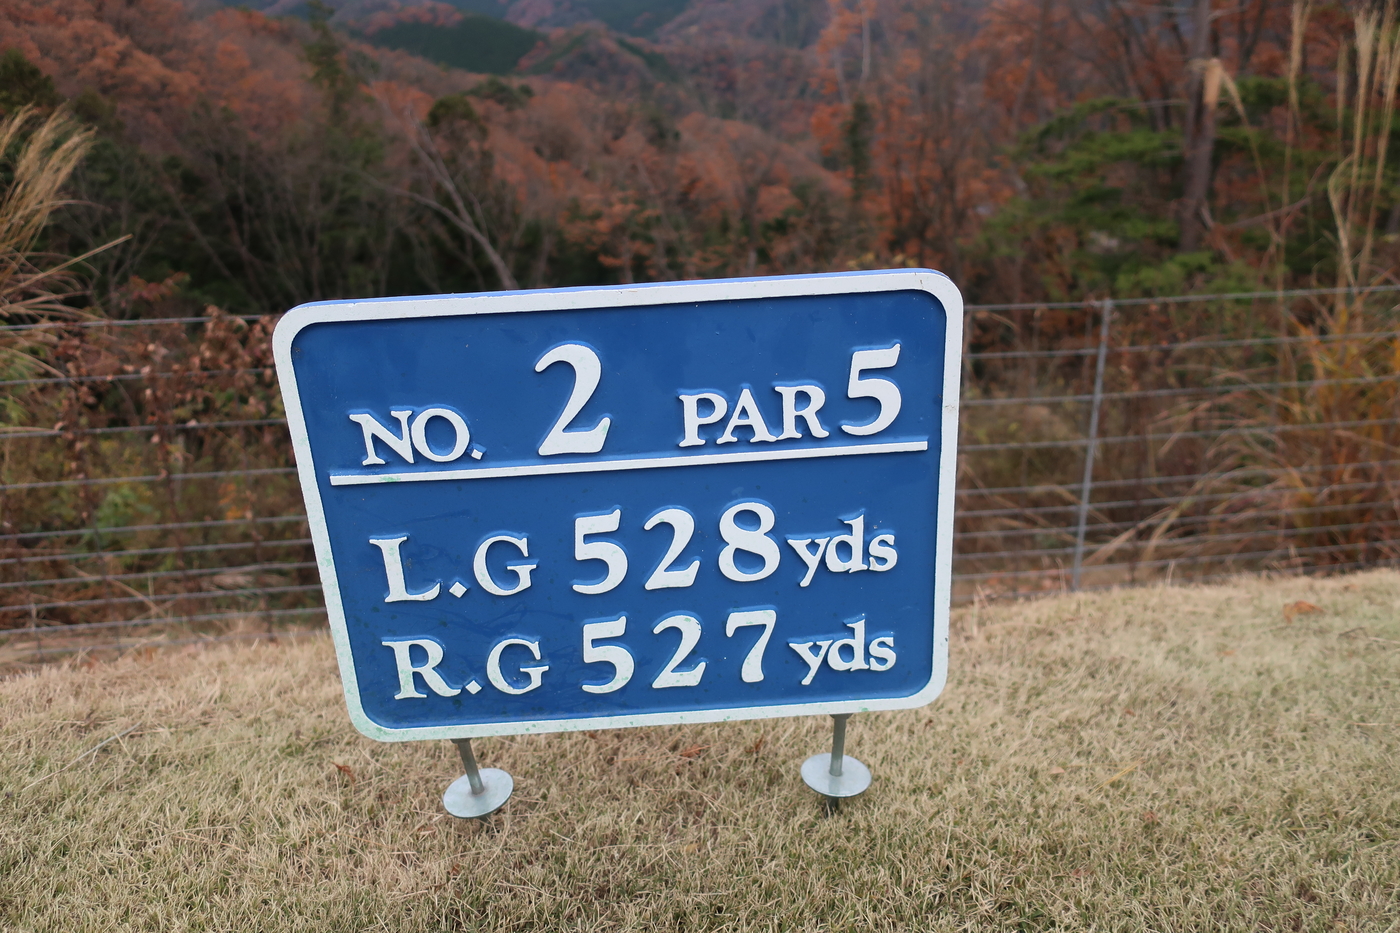 NO. 2 PAR 5
L.G 528 yds
R.G 527 yds